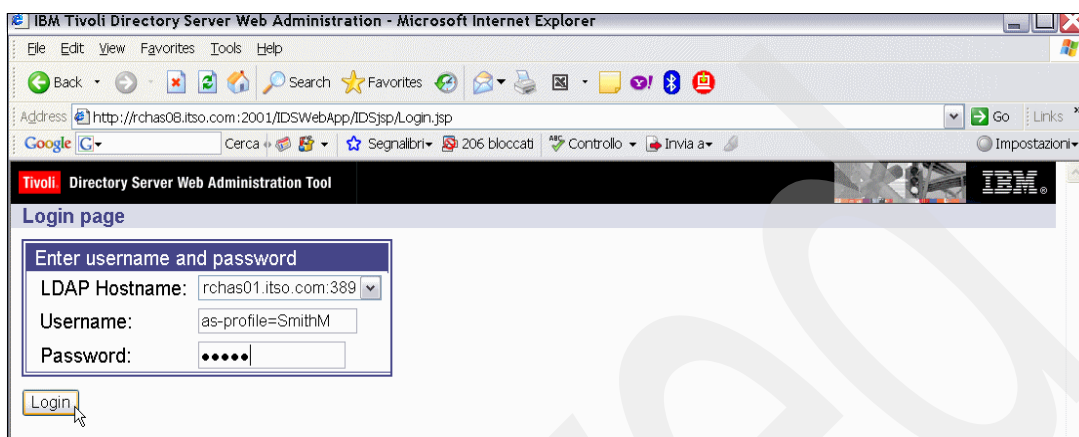 IBM Tivoli Directory Server Web Administration - Microsoft Internet Explorer
File Edit View Favorites Tools Help
Back Search Favorites
Address http://rchas08.itso.com:2001/IDSWebApp/IDSjsp/Login.jsp Go Links »
Google G Cerca Segnalibri 206 bloccati ABC Controllo Invia a Impostazioni
Tivoli. Directory Server Web Administration Tool IBM®
Login page
Enter username and password
LDAP Hostname: rchas01.itso.com:389
Username: as-profile=SmithM
Password: •••••
Login